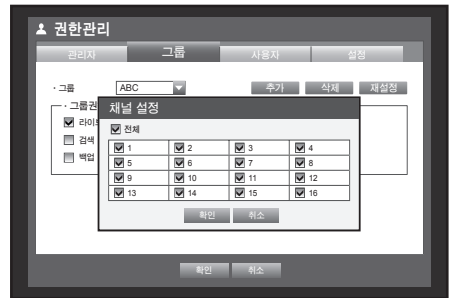 권한관리
관리자 그룹 사용자 설정
· 그룹 ABC 추가 삭제 재설정
· 그룹권
라이
검색
백업
채널 설정
전체
1 2 3 4
5 6 7 8
9 10 11 12
13 14 15 16
확인 취소
확인 취소